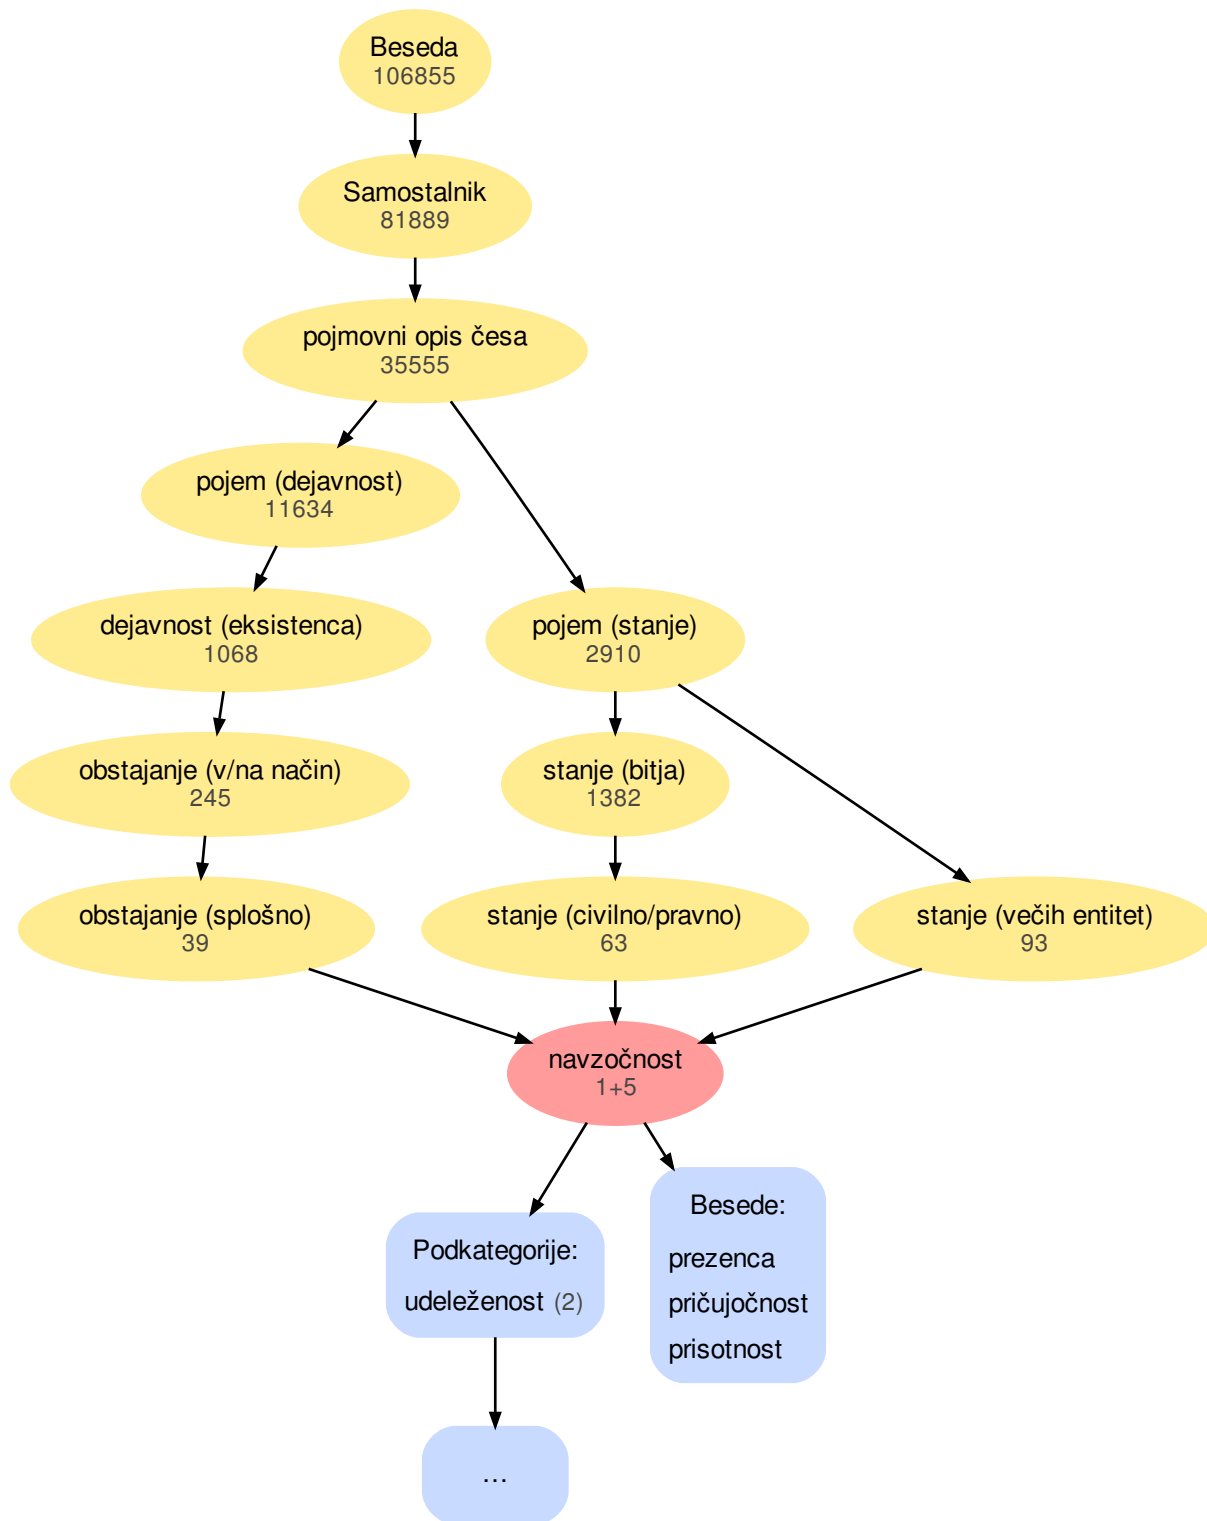 Beseda
106855
Samostalnik
81889
pojmovni opis česa
35555
pojem (dejavnost)
11634
dejavnost (eksistenca)
1068
pojem (stanje)
2910
obstajanje (v/na način)
245
stanje (bitja)
1382
obstajanje (splošno)
39
stanje (civilno/pravno)
63
stanje (večih entitet)
93
navzočnost
1+5
Podkategorije:
udeleženost (2)
Besede:
prezenca
pričujočnost
prisotnost
…